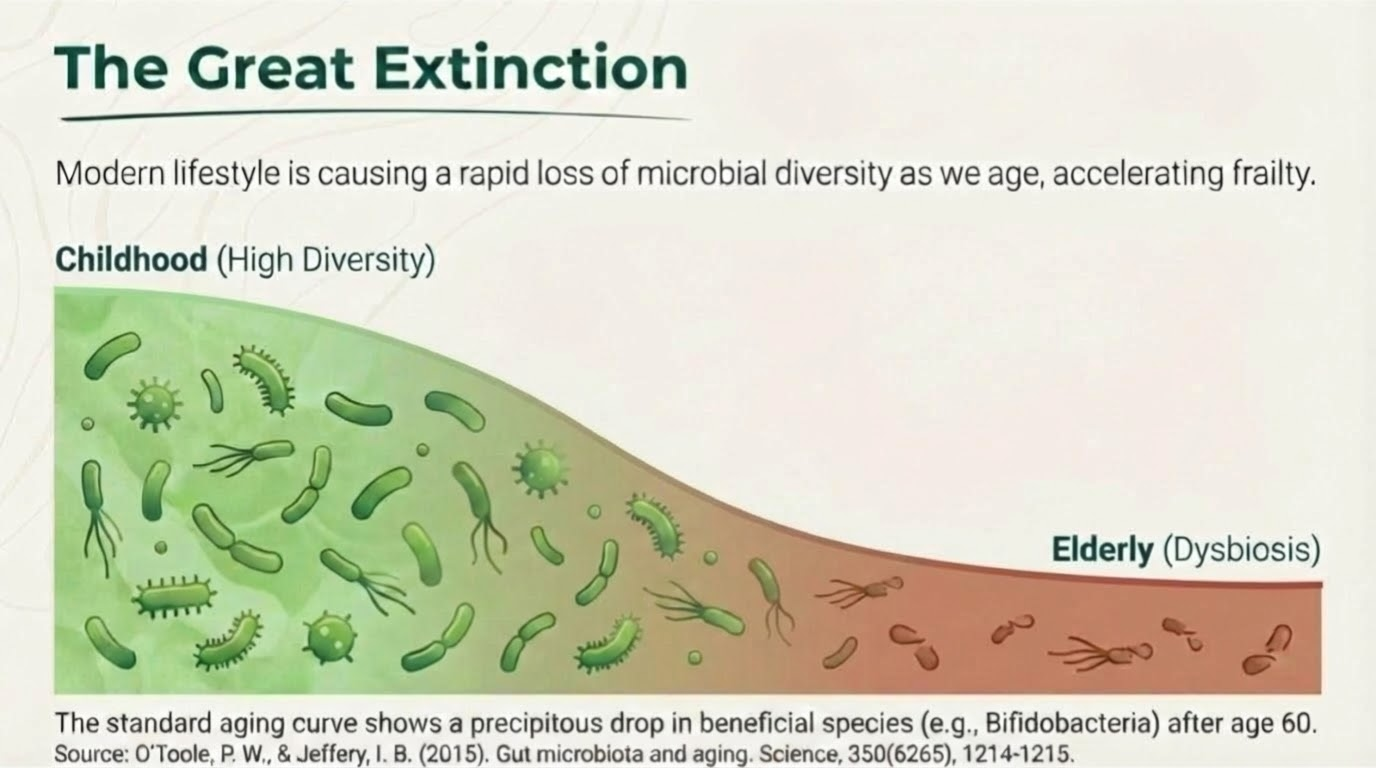 The Great Extinction
Modern lifestyle is causing a rapid loss of microbial diversity as we age, accelerating frailty.
Childhood (High Diversity)
Elderly (Dysbiosis)
The standard aging curve shows a precipitous drop in beneficial species (e.g., Bifidobacteria) after age 60.
Source: O'Toole, P. W., & Jeffery, I. B. (2015). Gut microbiota and aging. Science, 350(6265), 1214-1215.